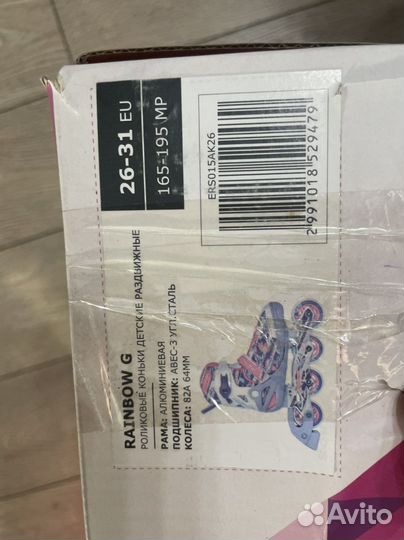 26-31 EU
165-195 MP
ERS015AK26
2991018529479
RAINBOW G
РОЛИКОВЫЕ КОНЬКИ ДЕТСКИЕ РАЗДВИЖНЫЕ
РАМА: АЛЮМИНИЕВАЯ
ПОДШИПНИК: ABEC-3 УГЛ.СТАЛЬ
КОЛЕСА: 82A 64MM
Avito